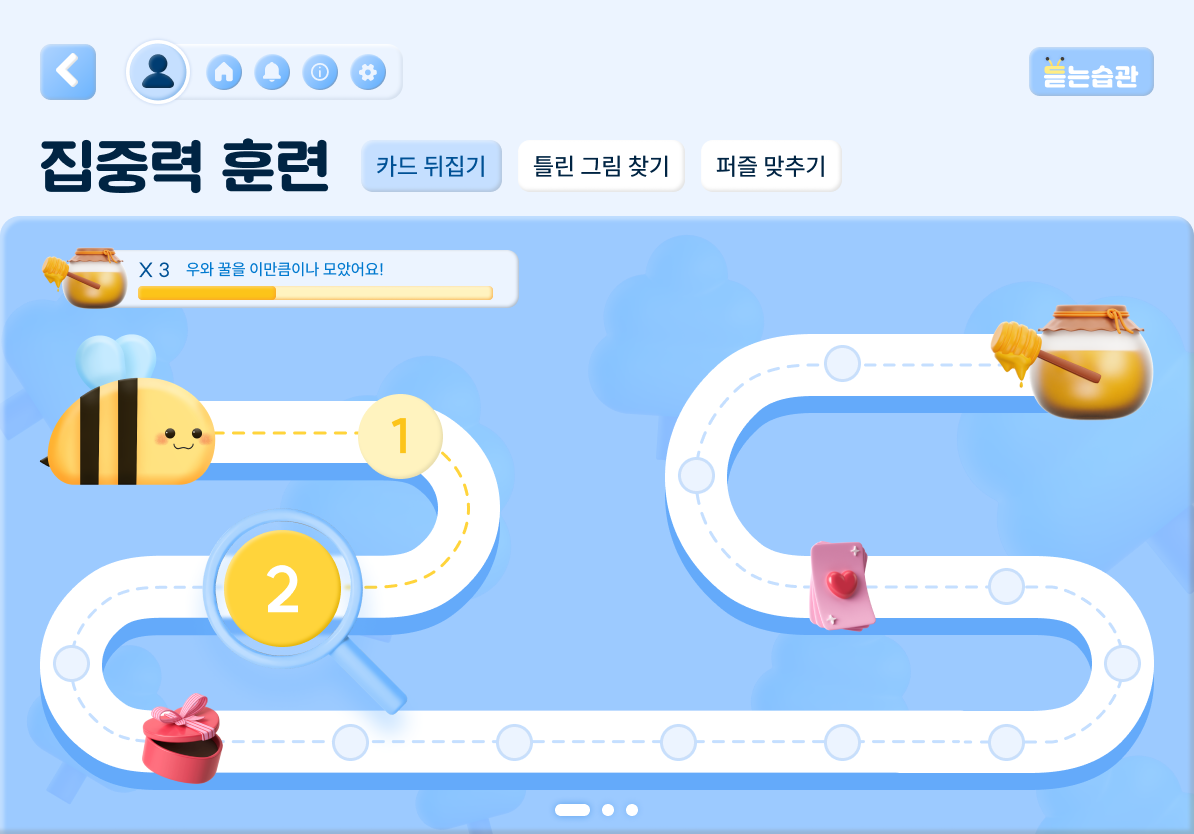 듣는습관
집중력 훈련
카드 뒤집기
틀린 그림 찾기
퍼즐 맞추기
X 3 우와 꿀을 이만큼이나 모았어요!
1
2